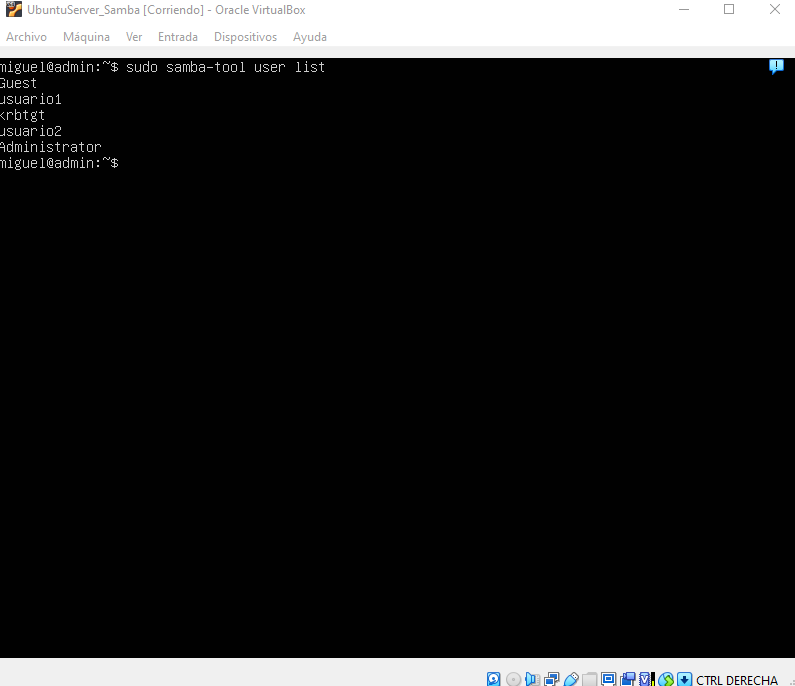 UbuntuServer_Samba [Corriendo] - Oracle VirtualBox
Archivo Máquina Ver Entrada Dispositivos Ayuda
miguel@admin:~$ sudo samba-tool user list
Guest
usuario1
krbtgt
usuario2
Administrator
miguel@admin:~$
CTRL DERECHA